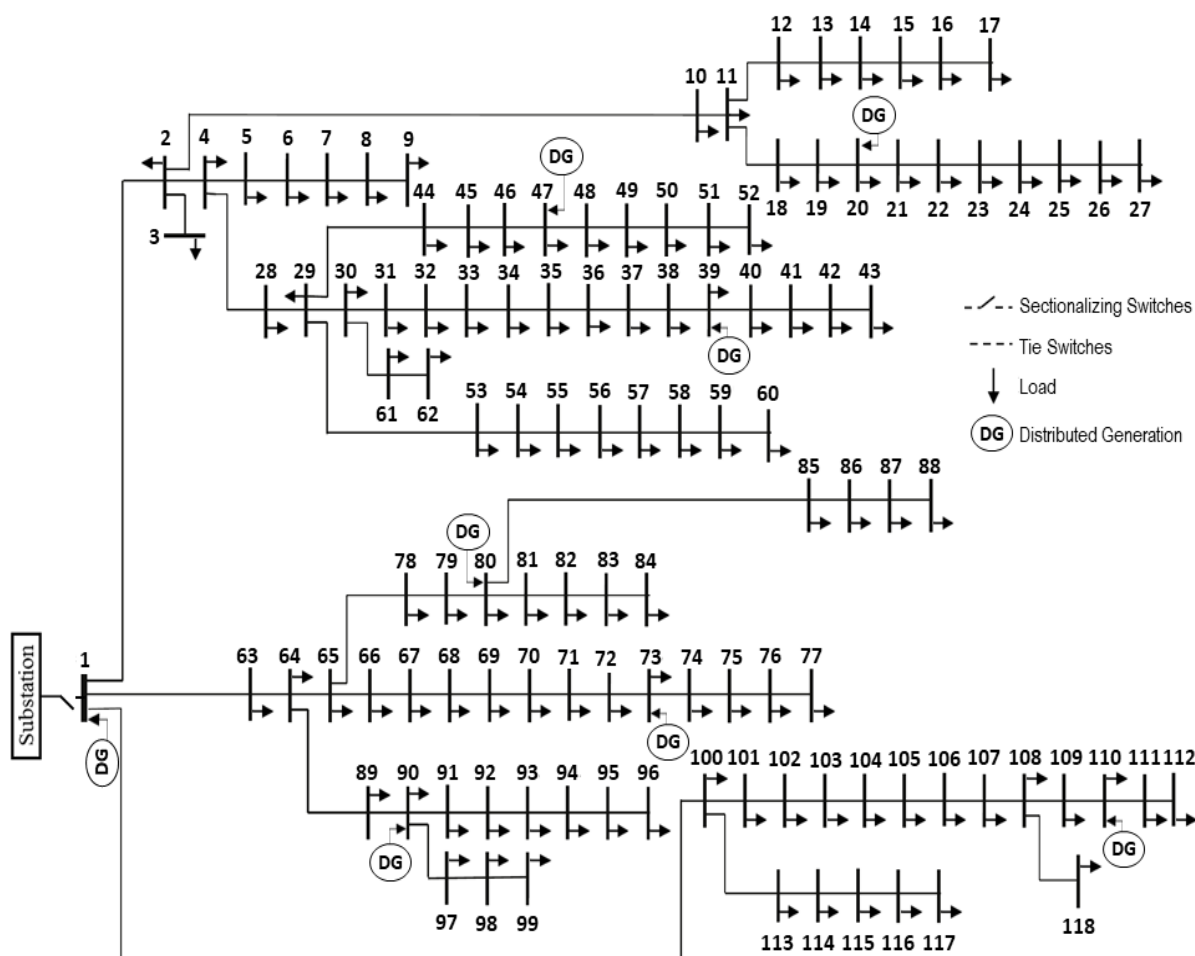 12 13 14 15 16 17
10 11
DG
2 4 5 6 7 8 9
DG
18 19 20 21 22 23 24 25 26 27
44 45 46 47 48 49 50 51 52
3
28 29 30 31 32 33 34 35 36 37 38 39 40 41 42 43
Sectionalizing Switches
Tie Switches
DG
Load
61 62
53 54 55 56 57 58 59 60
DG Distributed Generation
85 86 87 88
DG
78 79 80 81 82 83 84
Substation
1
63 64 65 66 67 68 69 70 71 72 73 74 75 76 77
DG
DG
100 101 102 103 104 105 106 107 108 109 110 111 112
89 90 91 92 93 94 95 96
DG
DG
97 98 99
118
113 114 115 116 117